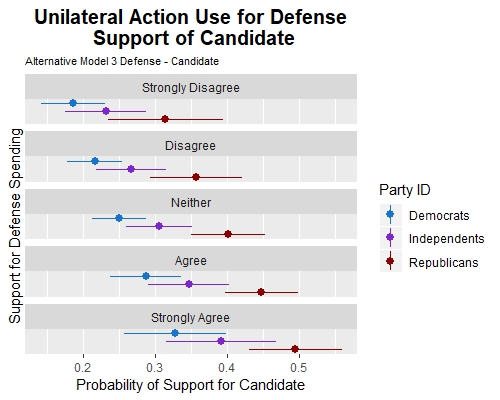 Unilateral Action Use for Defense
Support of Candidate
Alternative Model 3 Defense - Candidate
Support for Defense Spending
Strongly Disagree
Disagree
Neither
Agree
Strongly Agree
0.2 0.3 0.4 0.5
Probability of Support for Candidate
Party ID
Democrats
Independents
Republicans